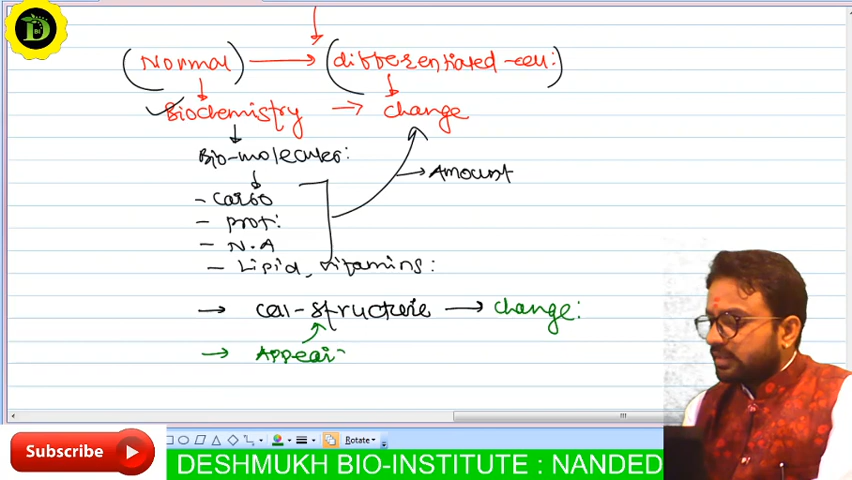 (Normal) → (differentiated cell:)
Biochemistry → change
Bio-molecules:
→ Amount
- Carbo
- prot:
- N.A
- Lipid, vitamins:
→ cell-structure → change:
→ Appear
Rotate
Subscribe
DESHMUKH BIO-INSTITUTE : NANDED